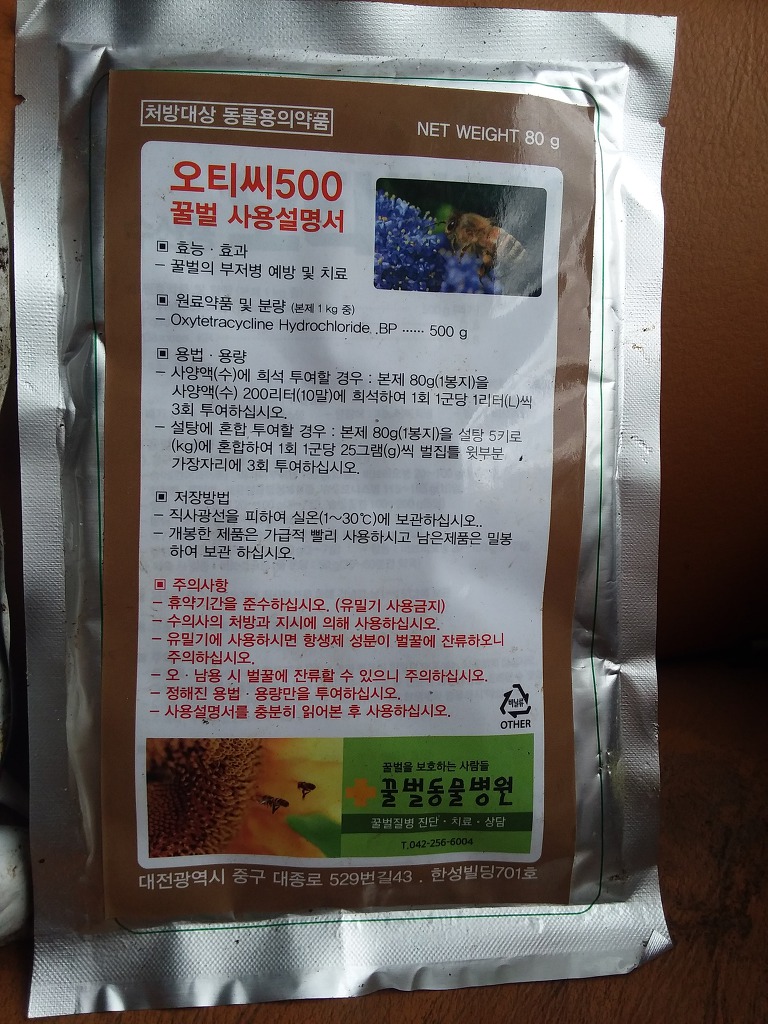 처방대상 동물용의약품
NET WEIGHT 80 g
오티씨500
꿀벌 사용설명서
▣ 효능 · 효과
– 꿀벌의 부저병 예방 및 치료
▣ 원료약품 및 분량 (본제 1 kg 중)
– Oxytetracycline Hydrochloride. .BP ······ 500 g
▣ 용법 · 용량
– 사양액(수)에 희석 투여할 경우 : 본제 80g(1봉지)을
사양액(수) 200리터(10말)에 희석하여 1회 1군당 1리터(L)씩
3회 투여하십시오.
– 설탕에 혼합 투여할 경우 : 본제 80g(1봉지)을 설탕 5키로
(kg)에 혼합하여 1회 1군당 25그램(g)씩 벌집틀 윗부분
가장자리에 3회 투여하십시오.
▣ 저장방법
– 직사광선을 피하여 실온(1~30℃)에 보관하십시오..
– 개봉한 제품은 가급적 빨리 사용하시고 남은제품은 밀봉
하여 보관 하십시오.
▣ 주의사항
– 휴약기간을 준수하십시오. (유밀기 사용금지)
– 수의사의 처방과 지시에 의해 사용하십시오.
– 유밀기에 사용하시면 항생제 성분이 벌꿀에 잔류하오니
주의하십시오.
– 오 · 남용 시 벌꿀에 잔류할 수 있으니 주의하십시오.
– 정해진 용법 · 용량만을 투여하십시오.
– 사용설명서를 충분히 읽어본 후 사용하십시오.
비닐류
OTHER
꿀벌을 보호하는 사람들
꿀벌동물병원
꿀벌질병 진단 · 치료 · 상담
T.042-256-6004
대전광역시 중구 대종로 529번길43 . 한성빌딩701호